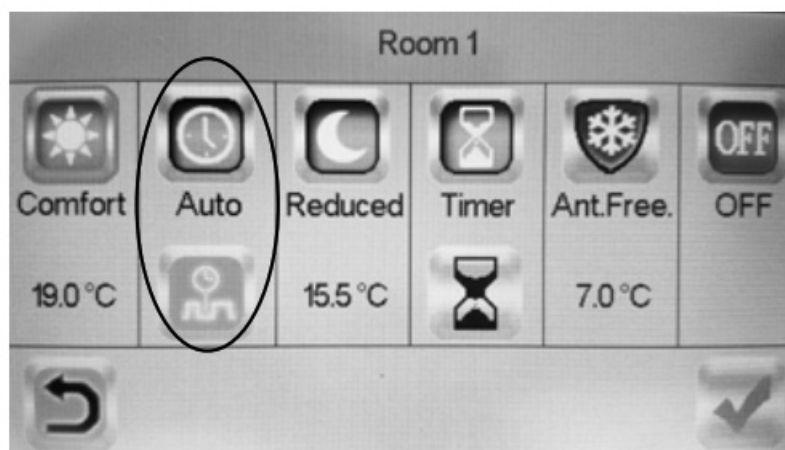 Room 1
OFF
Comfort Auto Reduced Timer Ant.Free. OFF
19.0 °C 15.5 °C 7.0 °C